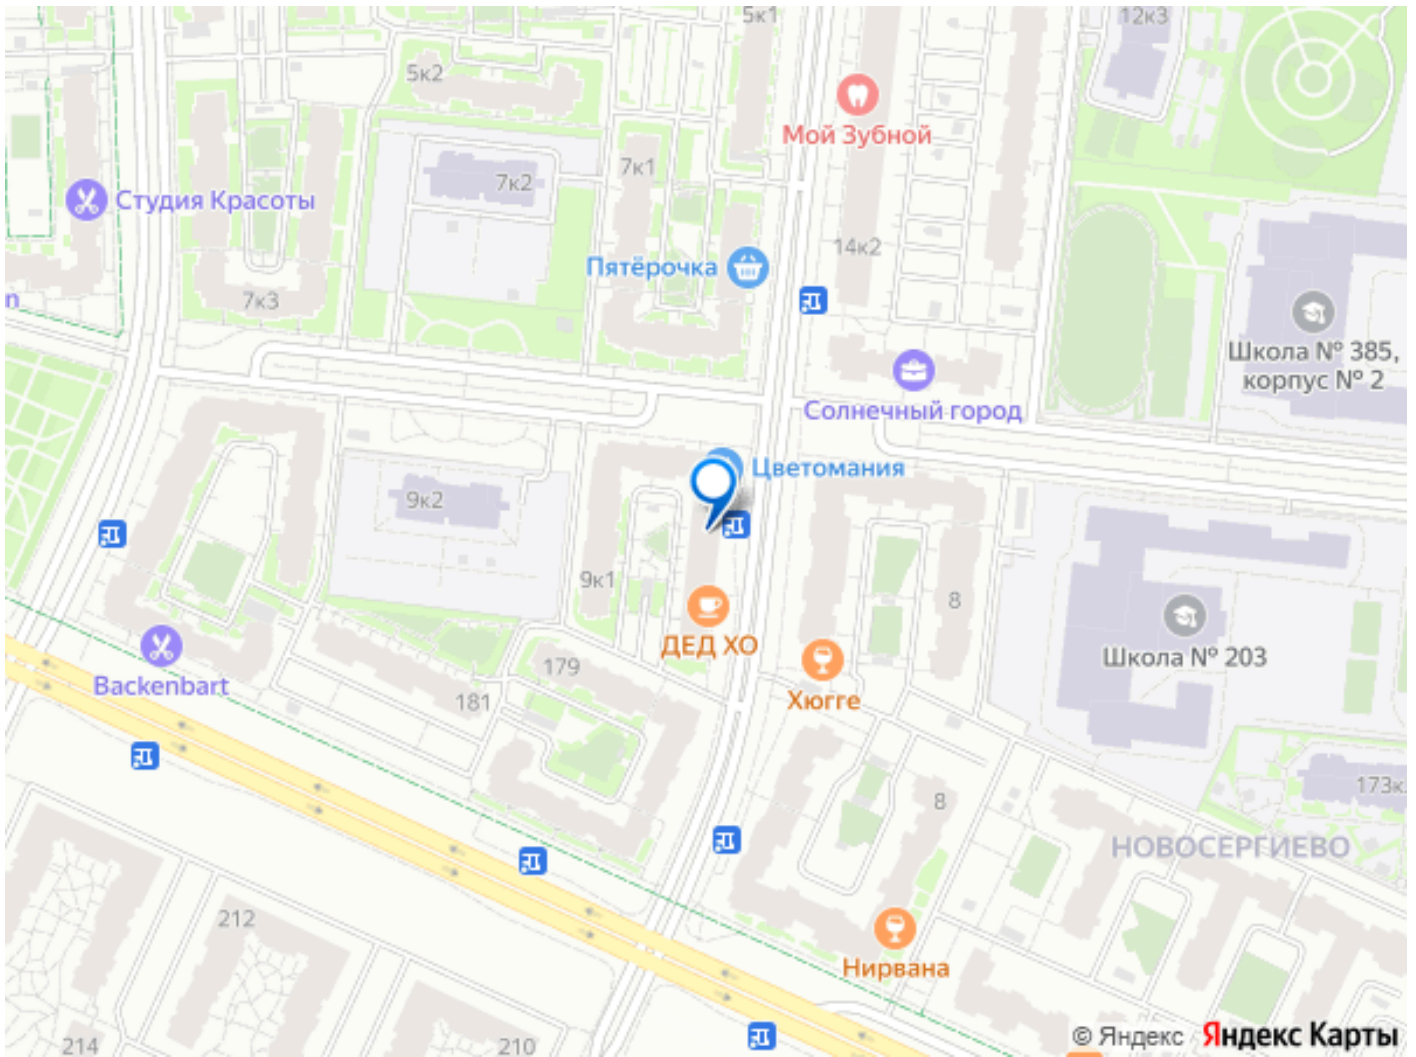 5к1
12к3
5к2
Мой Зубной
7к1
7к2
Студия Красоты
14к2
Пятёрочка
7к3
n
Школа № 385,
корпус № 2
Солнечный город
Цветомания
9к2
9к1
8
ДЕД ХО
Школа № 203
179
Backenbart
181
Хюгге
173к
8
НОВОСЕРГИЕВО
212
Нирвана
214
210
© Яндекс Яндекс Карты